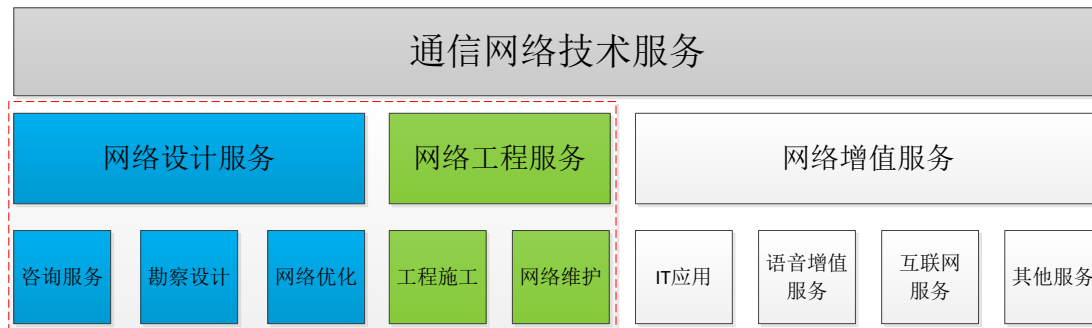 通信网络技术服务
网络设计服务
网络工程服务
网络增值服务
咨询服务
勘察设计
网络优化
工程施工
网络维护
IT应用
语音增值
服务
互联网
服务
其他服务